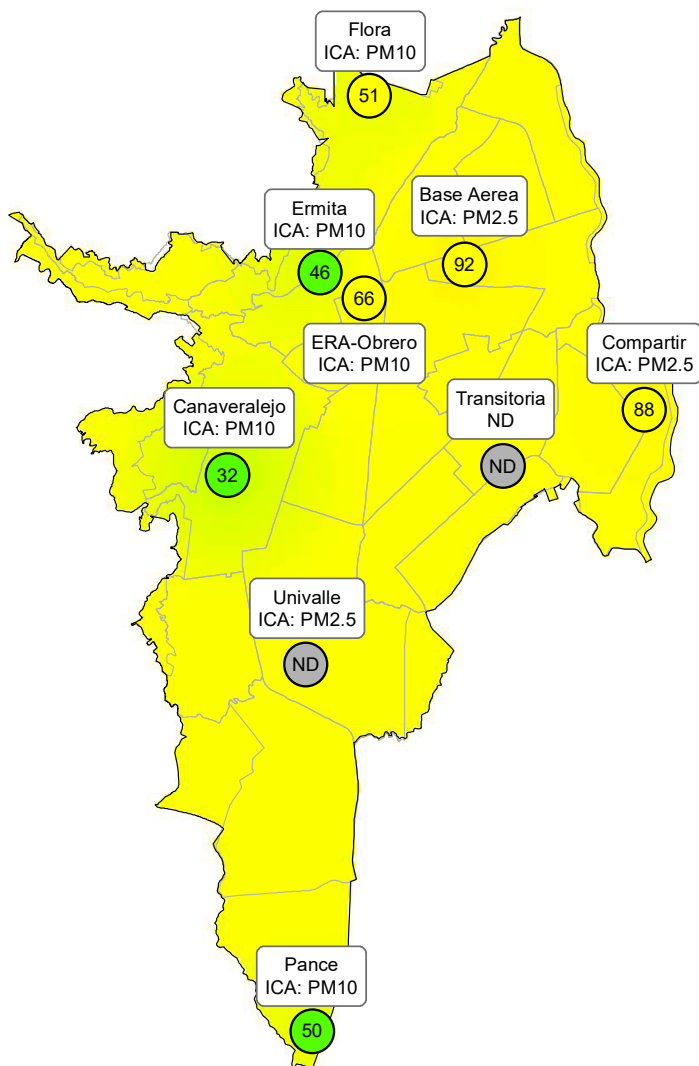 Flora
ICA: PM10
51
Ermita
ICA: PM10
46
Base Aerea
ICA: PM2.5
92
66
ERA-Obrero
ICA: PM10
Compartir
ICA: PM2.5
88
Canaveralejo
ICA: PM10
32
Transitoria
ND
ND
Univalle
ICA: PM2.5
ND
Pance
ICA: PM10
50